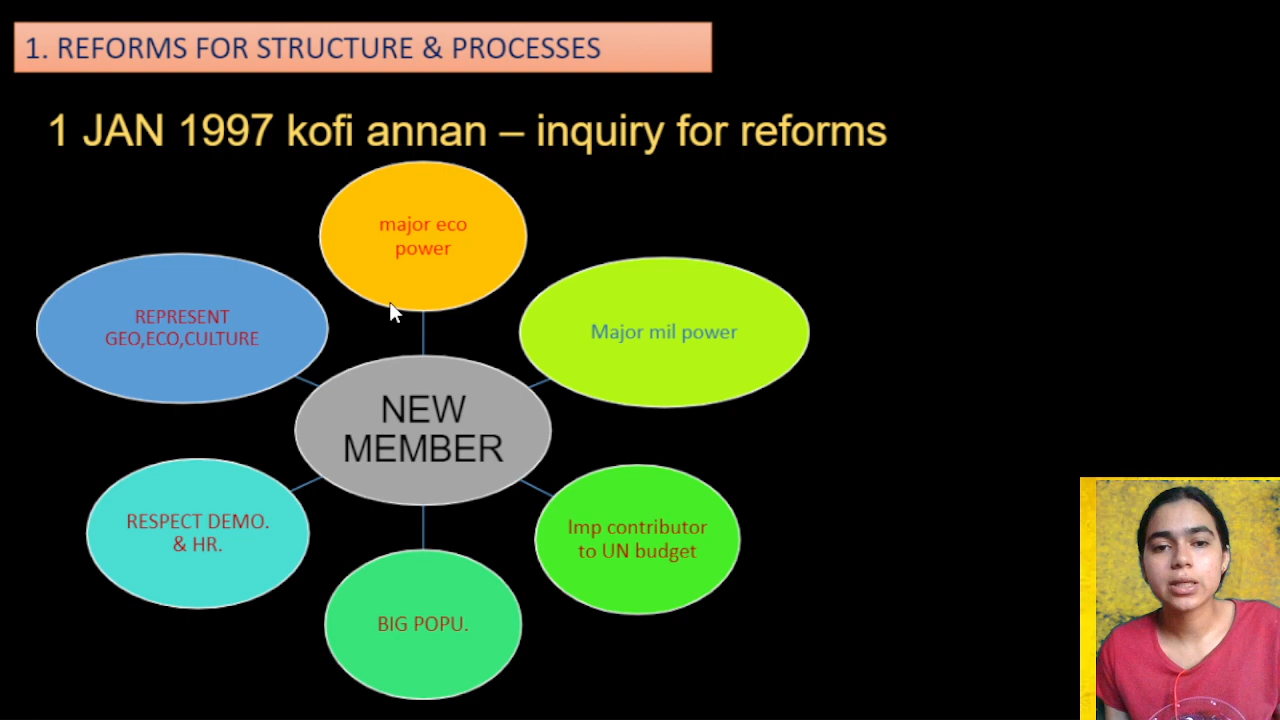 1. REFORMS FOR STRUCTURE & PROCESSES
1 JAN 1997 kofi annan – inquiry for reforms
major eco
power
Major mil power
Imp contributor
to UN budget
BIG POPU.
RESPECT DEMO.
& HR.
REPRESENT
GEO,ECO,CULTURE
NEW
MEMBER